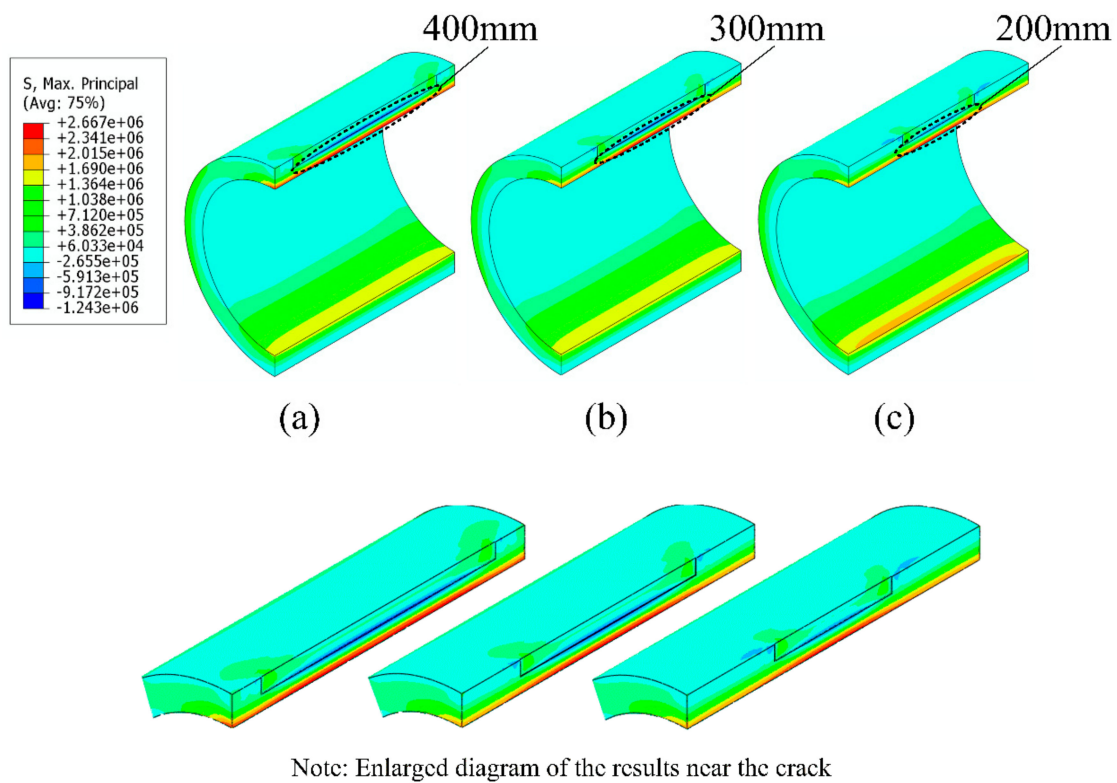 400mm
300mm
200mm
S, Max. Principal
(Avg: 75%)
+2.667e+06
+2.341e+06
+2.015e+06
+1.690e+06
+1.364e+06
+1.038e+06
+7.120e+05
+3.862e+05
+6.033e+04
-2.655e+05
-5.913e+05
-9.172e+05
-1.243e+06
(a)
(b)
(c)
Note: Enlarged diagram of the results near the crack